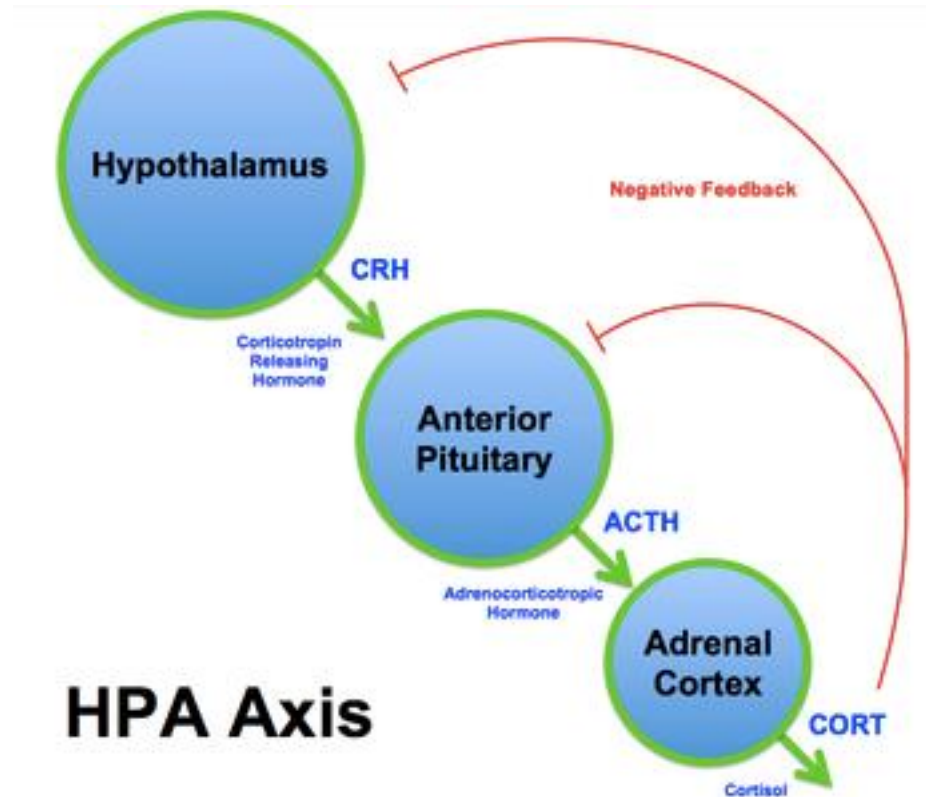 Hypothalamus
Negative Feedback
CRH
Corticotropin
Releasing
Hormone
Anterior
Pituitary
ACTH
Adrenocorticotropic
Hormone
Adrenal
Cortex
HPA Axis
CORT
Cortisol